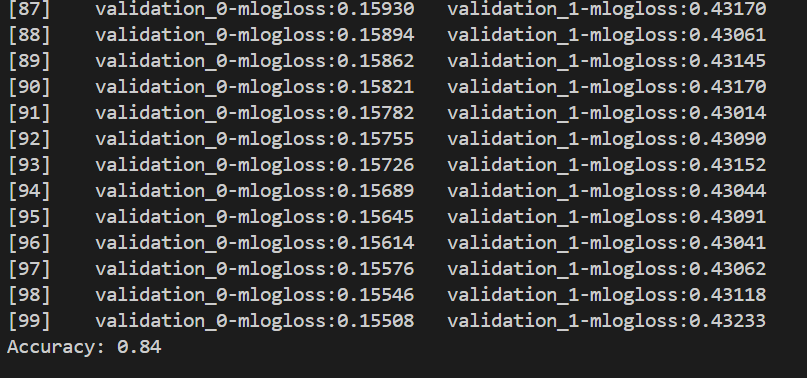 [87] validation_0-mlogloss:0.15930 validation_1-mlogloss:0.43170
[88] validation_0-mlogloss:0.15894 validation_1-mlogloss:0.43061
[89] validation_0-mlogloss:0.15862 validation_1-mlogloss:0.43145
[90] validation_0-mlogloss:0.15821 validation_1-mlogloss:0.43170
[91] validation_0-mlogloss:0.15782 validation_1-mlogloss:0.43014
[92] validation_0-mlogloss:0.15755 validation_1-mlogloss:0.43090
[93] validation_0-mlogloss:0.15726 validation_1-mlogloss:0.43152
[94] validation_0-mlogloss:0.15689 validation_1-mlogloss:0.43044
[95] validation_0-mlogloss:0.15645 validation_1-mlogloss:0.43091
[96] validation_0-mlogloss:0.15614 validation_1-mlogloss:0.43041
[97] validation_0-mlogloss:0.15576 validation_1-mlogloss:0.43062
[98] validation_0-mlogloss:0.15546 validation_1-mlogloss:0.43118
[99] validation_0-mlogloss:0.15508 validation_1-mlogloss:0.43233
Accuracy: 0.84